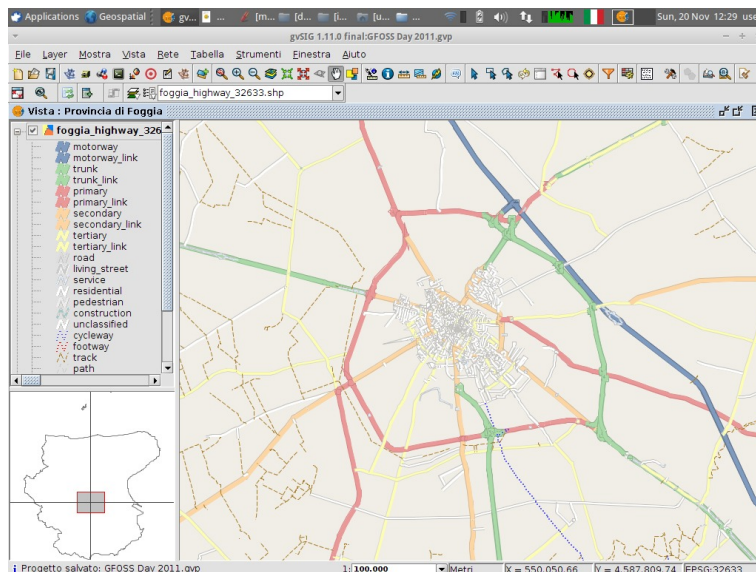 Applications Geospatial gv... [m... [d... [i... [u... Sun, 20 Nov 12:29 use
gvSIG 1.11.0 final:GFOSS Day 2011.gvp
File Layer Mostra Vista Rete Tabella Strumenti Finestra Aiuto
foggia_highway_32633.shp
Vista : Provincia di Foggia
foggia_highway_326
motorway
motorway_link
trunk
trunk_link
primary
primary_link
secondary
secondary_link
tertiary
tertiary_link
road
living_street
service
residential
pedestrian
construction
unclassified
cycleway
footway
track
path
Progetto salvato: GFOSS Day 2011.gvp 1: 100.000 Metri X = 550.050,66 Y = 4.587.809,74 EPSG:32633